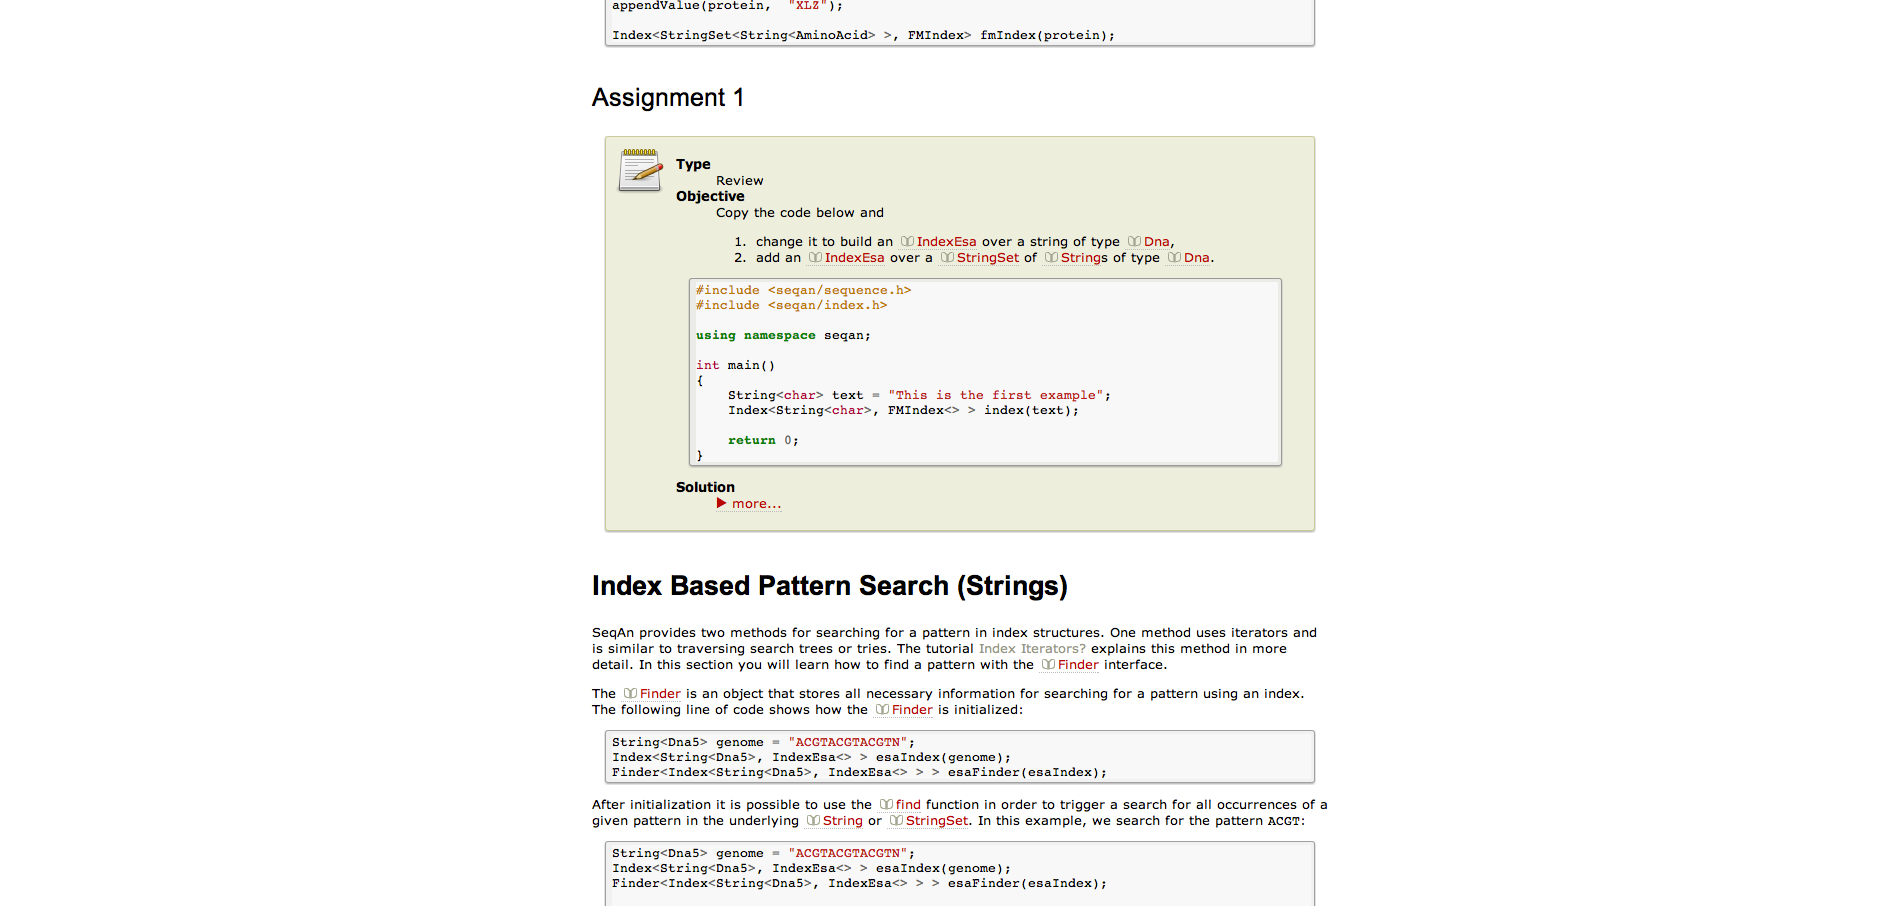 appendValue(protein, "XLZ");
Index<StringSet<String<AminoAcid> >, FMIndex> fmIndex(protein);
Assignment 1
Type
Review
Objective
Copy the code below and
1. change it to build an IndexEsa over a string of type Dna,
2. add an IndexEsa over a StringSet of Strings of type Dna.
#include <seqan/sequence.h>
#include <seqan/index.h>
using namespace seqan;
int main()
{
String<char> text = "This is the first example";
Index<String<char>, FMIndex<> > index(text);
return 0;
}
Solution
more...
Index Based Pattern Search (Strings)
SeqAn provides two methods for searching for a pattern in index structures. One method uses iterators and
is similar to traversing search trees or tries. The tutorial Index Iterators? explains this method in more
detail. In this section you will learn how to find a pattern with the Finder interface.
The Finder is an object that stores all necessary information for searching for a pattern using an index.
The following line of code shows how the Finder is initialized:
String<Dna5> genome = "ACGTACGTACGTN";
Index<String<Dna5>, IndexEsa<> > esaIndex(genome);
Finder<Index<String<Dna5>, IndexEsa<> > > esaFinder(esaIndex);
After initialization it is possible to use the find function in order to trigger a search for all occurrences of a
given pattern in the underlying String or StringSet. In this example, we search for the pattern ACGT:
String<Dna5> genome = "ACGTACGTACGTN";
Index<String<Dna5>, IndexEsa<> > esaIndex(genome);
Finder<Index<String<Dna5>, IndexEsa<> > > esaFinder(esaIndex);